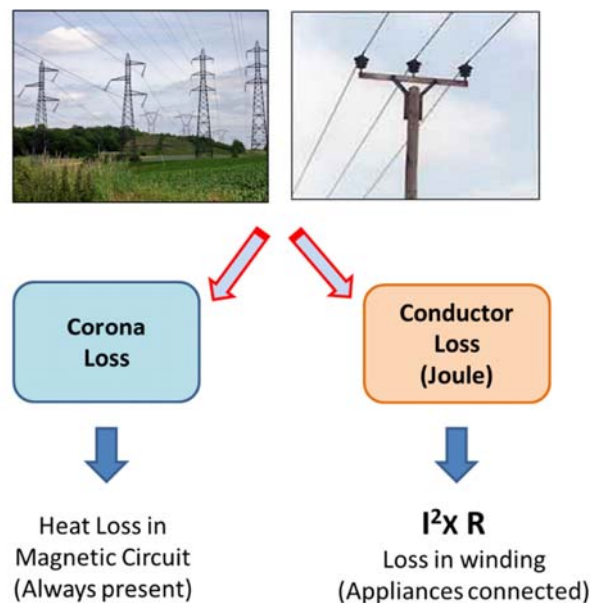 Corona
Loss
Conductor
Loss
(Joule)
Heat Loss in
Magnetic Circuit
(Always present)
I²x R
Loss in winding
(Appliances connected)